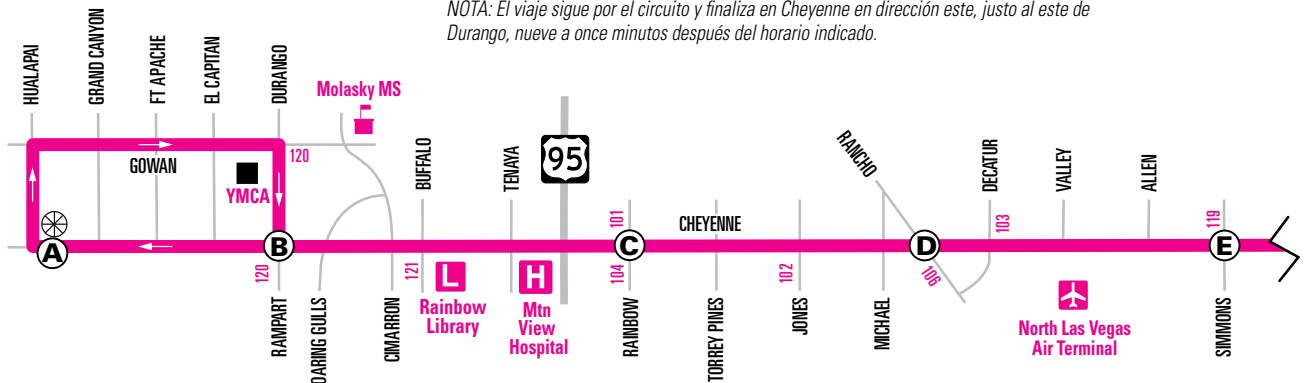 NOTA: El viaje sigue por el circuito y finaliza en Cheyenne en dirección este, justo al este de
Durango, nueve a once minutos después del horario indicado.
HUALAPAI
GRAND CANYON
FT APACHE
EL CAPITAN
DURANGO
Molasky MS
120
GOWAN
YMCA
BUFFALO
TENAYA
95
101
CHEYENNE
RANCHO
DECATUR
103
VALLEY
ALLEN
119
A
B
C
D
E
120
RAMPART
DARING GULLS
CIMARRON
121
L
Rainbow
Library
H
Mtn
View
Hospital
104
RAINBOW
TORREY PINES
102
JONES
MICHAEL
106
North Las Vegas
Air Terminal
SIMMONS